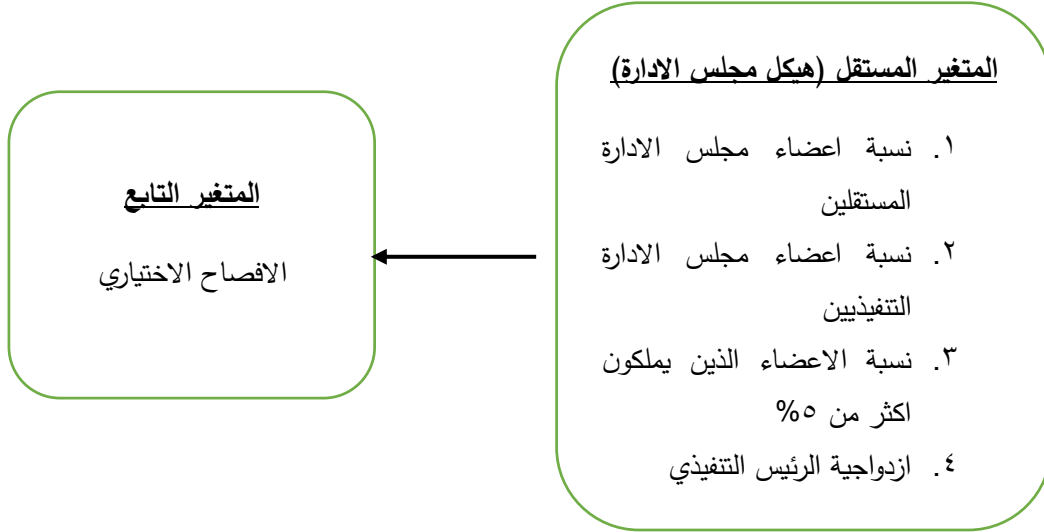 المتغير المستقل (هيكل مجلس الادارة)
١. نسبة اعضاء مجلس الادارة
المستقلين
٢. نسبة اعضاء مجلس الادارة
التنفيذيين
٣. نسبة الاعضاء الذين يملكون
اكثر من ٥%
٤. ازدواجية الرئيس التنفيذي
المتغير التابع
الافصاح الاختياري